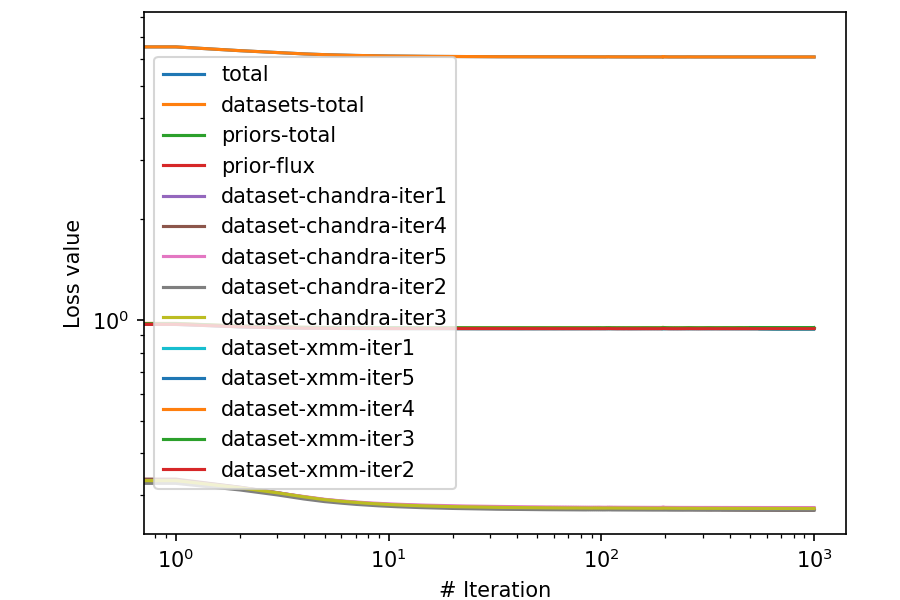 total
datasets-total
priors-total
prior-flux
dataset-chandra-iter1
dataset-chandra-iter4
dataset-chandra-iter5
dataset-chandra-iter2
dataset-chandra-iter3
dataset-xmm-iter1
dataset-xmm-iter5
dataset-xmm-iter4
dataset-xmm-iter3
dataset-xmm-iter2
Loss value
10⁰
10⁰ 10¹ 10² 10³
# Iteration